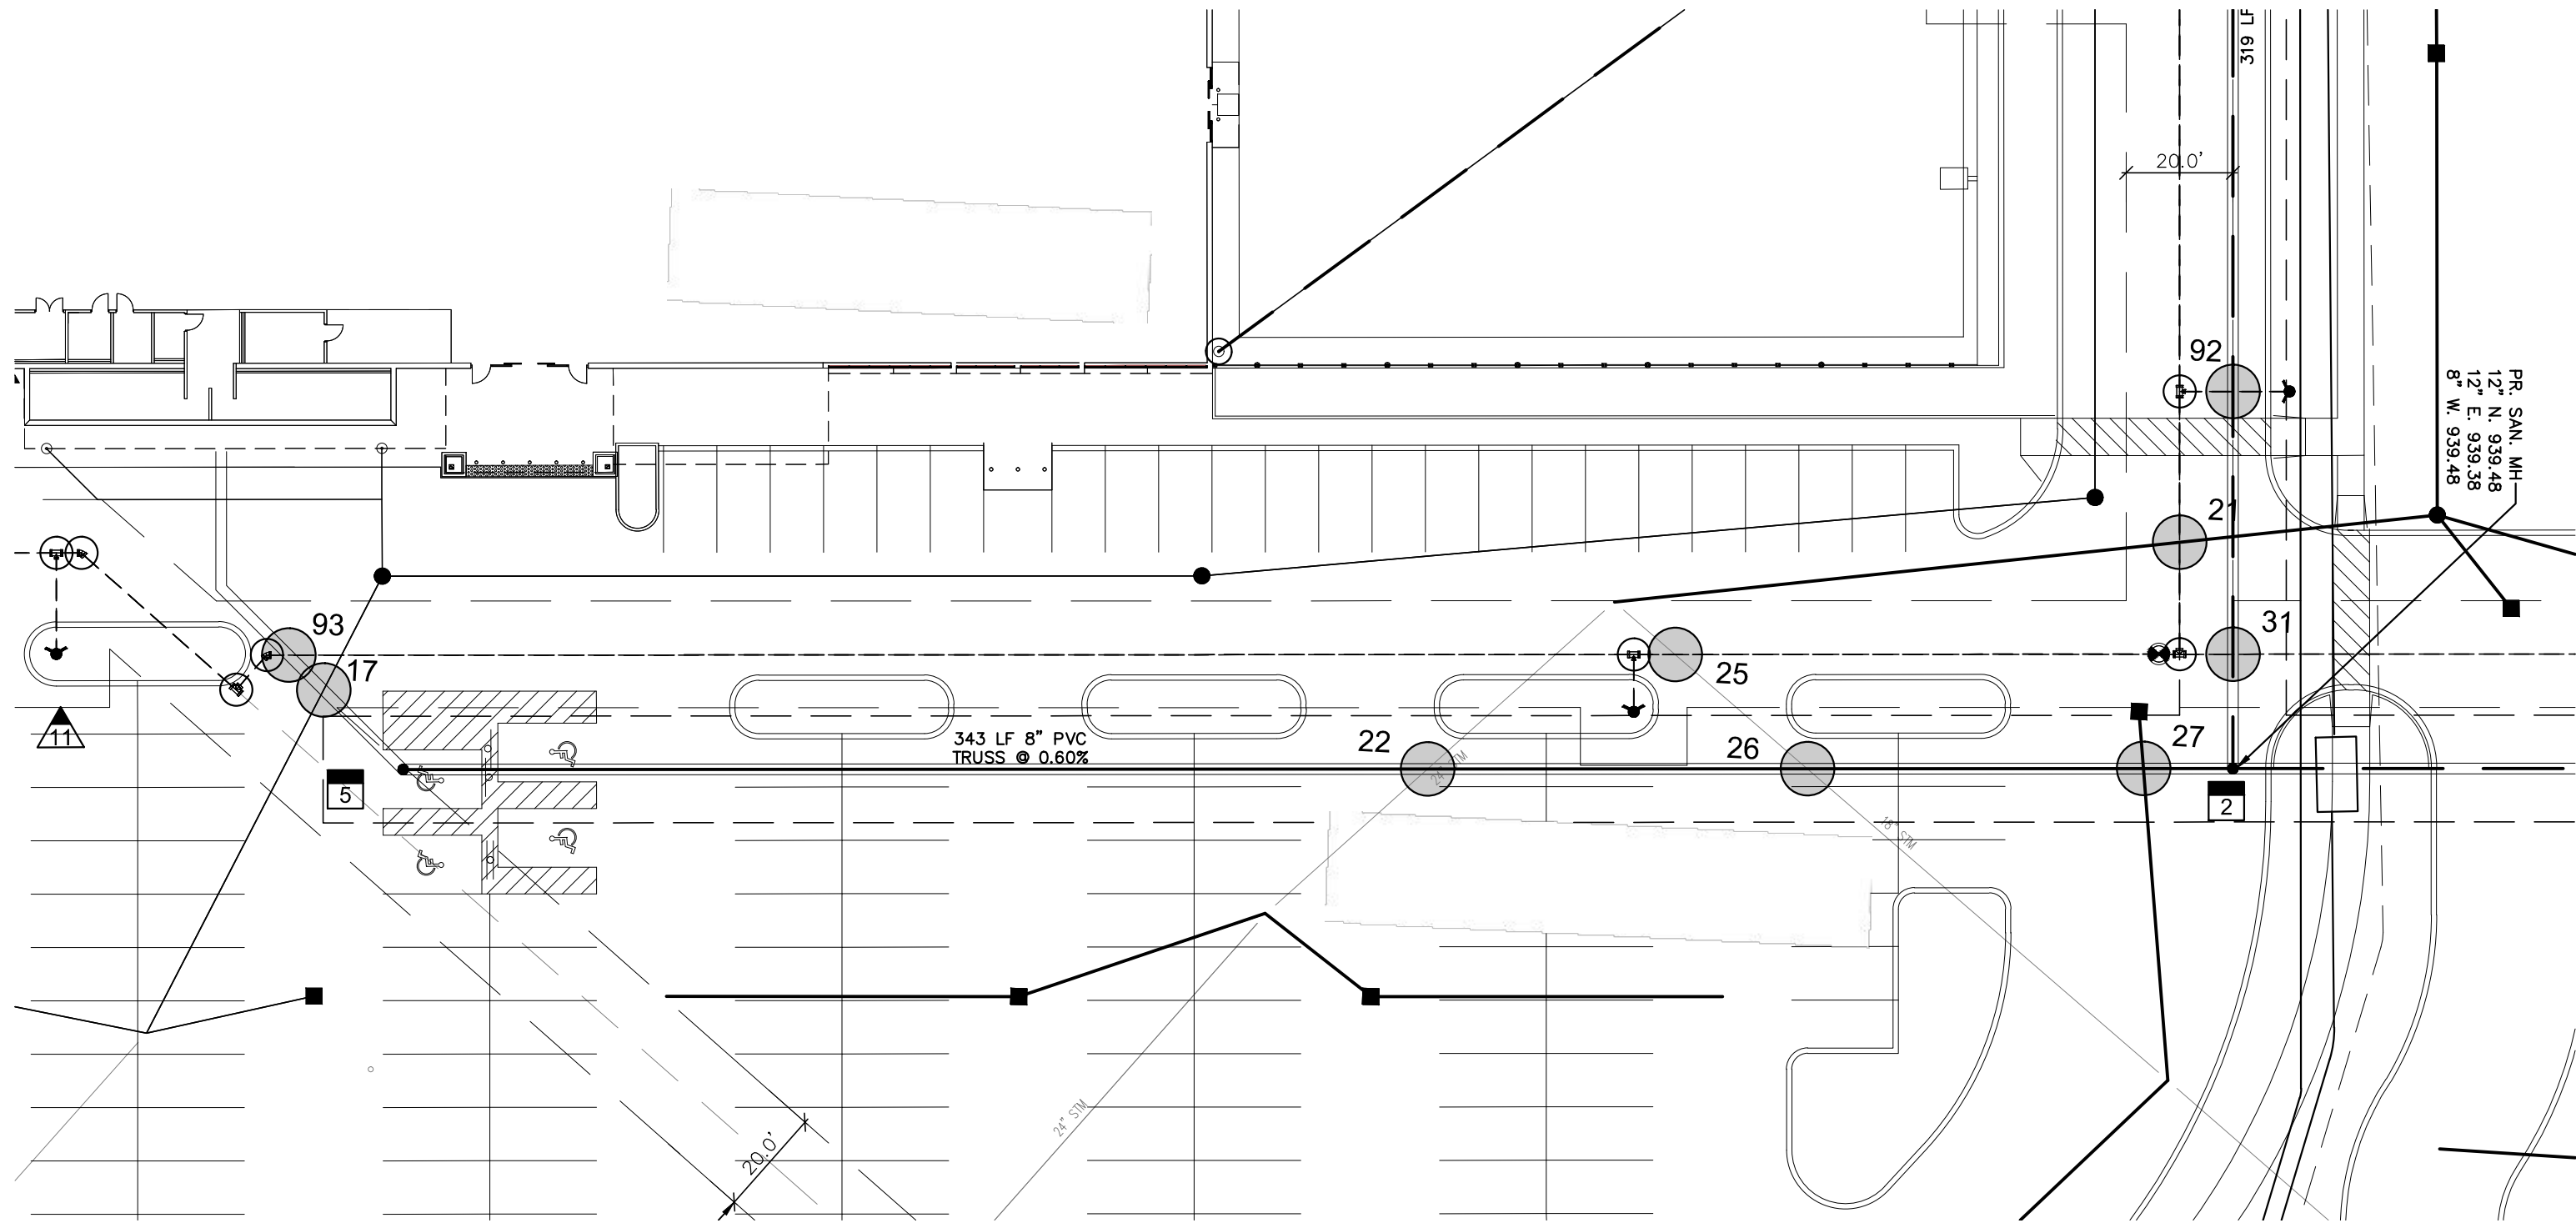 319 LF
20.0'
92
PR. SAN. MH
12" N. 939.48
12" E. 939.38
8" W. 939.48
21
93
31
17
25
11
343 LF 8" PVC
TRUSS @ 0.60%
22
24" STM
26
27
5
2
18" STM
24" STM
20.0'